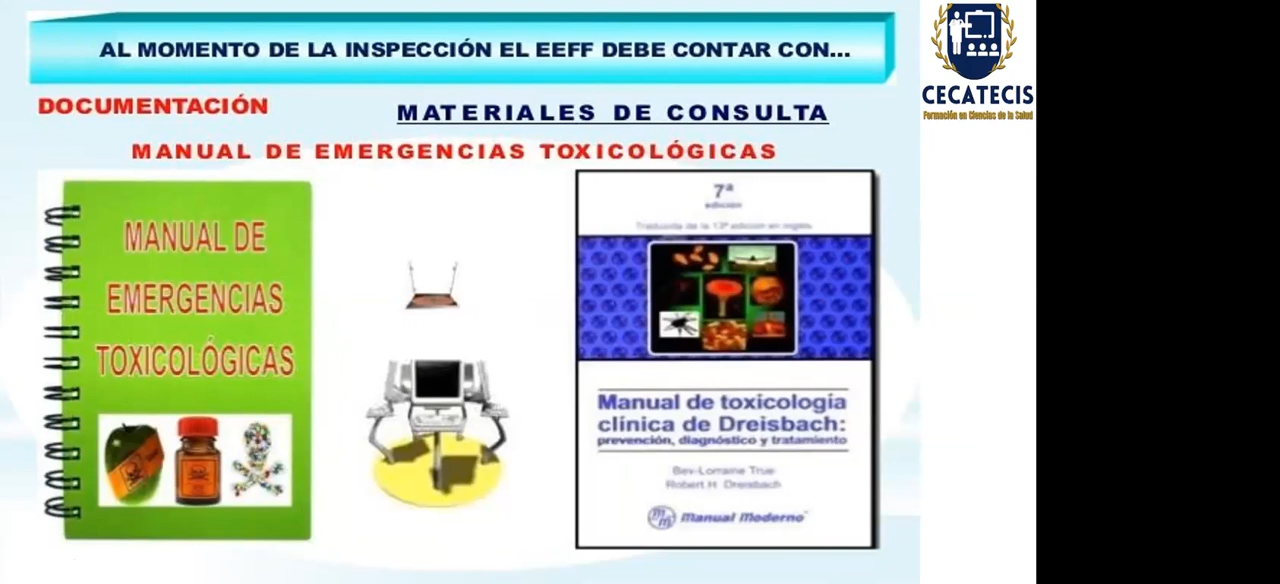 AL MOMENTO DE LA INSPECCIÓN EL EEFF DEBE CONTAR CON...
DOCUMENTACIÓN
MATERIALES DE CONSULTA
MANUAL DE EMERGENCIAS TOXICOLÓGICAS
MANUAL DE
EMERGENCIAS
TOXICOLÓGICAS
7ª
edición
Traducida de la 13ª edición en inglés
Manual de toxicología
clínica de Dreisbach:
prevención, diagnóstico y tratamiento
Bev-Lorraine True
Robert H. Dreisbach
Manual Moderno
CECATECIS
Formación en Ciencias de la Salud